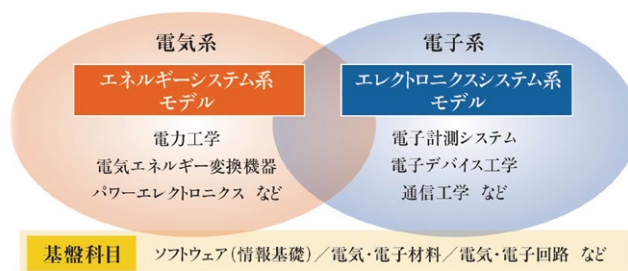 電気系
エネルギーシステム系
モデル
電力工学
電気エネルギー変換機器
パワーエレクトロニクス など
電子系
エレクトロニクスシステム系
モデル
電子計測システム
電子デバイス工学
通信工学 など
基盤科目 ソフトウェア(情報基礎)/電気・電子材料/電気・電子回路 など